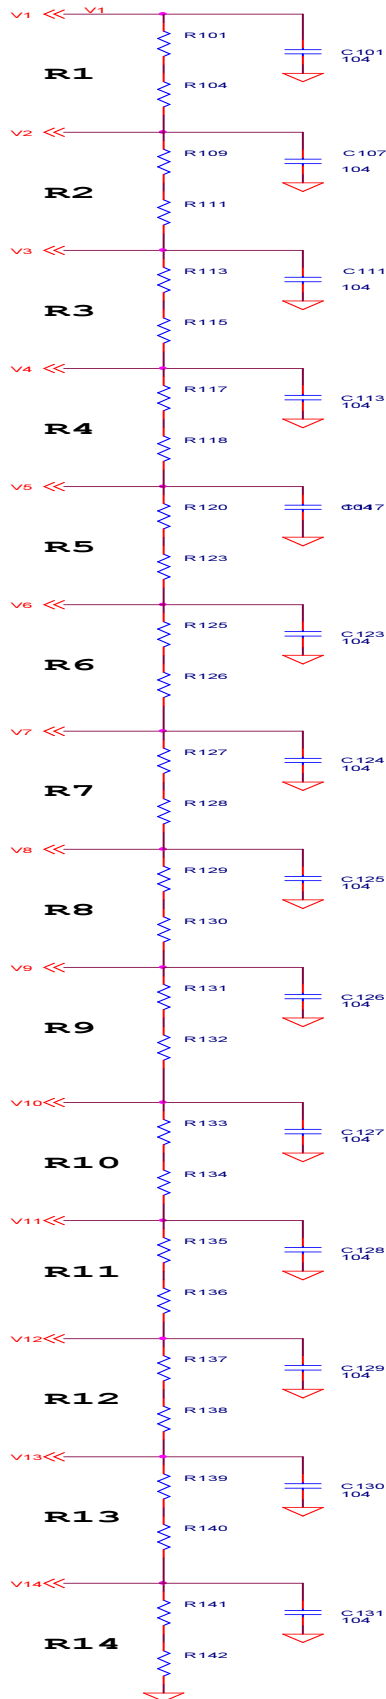 V1 V1
R101
C101
104
R1
R104
V2
R109
C107
104
R2
R111
V3
R113
C111
104
R3
R115
V4
R117
C113
104
R4
R118
V5
R120
R5
R123
V6
R125
C123
104
R6
R126
V7
R127
C124
104
R7
R128
V8
R129
C125
104
R8
R130
V9
R131
C126
104
R9
R132
V10
R133
C127
104
R10
R134
V11
R135
C128
104
R11
R136
V12
R137
C129
104
R12
R138
V13
R139
C130
104
R13
R140
V14
R141
C131
104
R14
R142